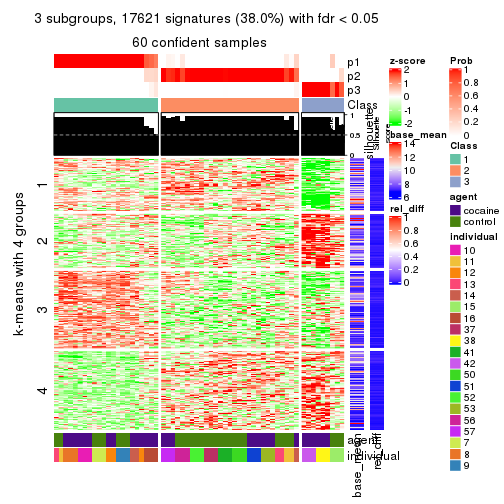 3 subgroups, 17621 signatures (38.0%) with fdr < 0.05
60 confident samples
p1
p2
p3
Class
1
0.5
0
silhouette
Silhouette
score
k-means with 4 groups
1
2
3
4
agent
individual
base_mean
rel_diff
z-score
2
1
0
-1
-2
base_mean
14
12
10
8
6
rel_diff
1
0.8
0.6
0.4
0.2
0
Prob
1
0.8
0.6
0.4
0.2
0
Class
1
2
3
agent
cocaine
control
individual
10
11
12
13
14
15
16
37
38
41
42
50
51
52
53
56
57
7
8
9